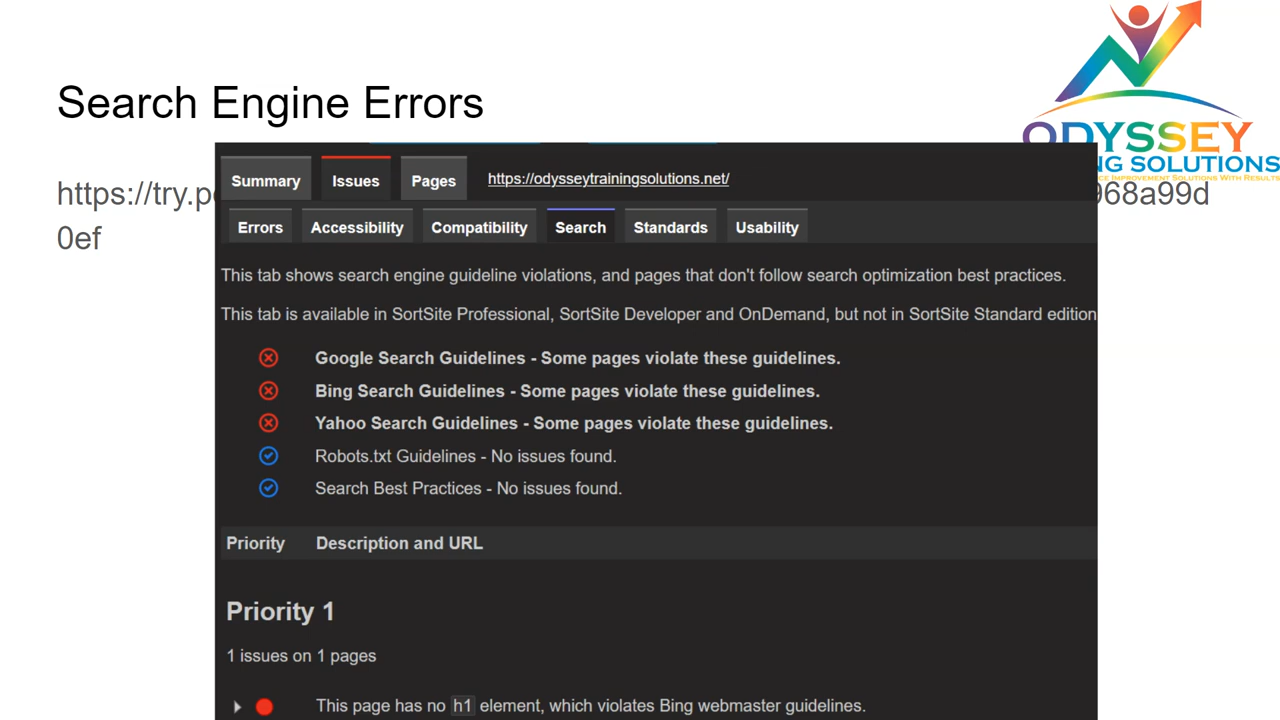 Search Engine Errors
ODYSSEY
NG SOLUTIONS
CE IMPROVEMENT SOLUTIONS WITH RESULTS
https://try.p
968a99d
0ef
Summary Issues Pages https://odysseytrainingsolutions.net/
Errors Accessibility Compatibility Search Standards Usability
This tab shows search engine guideline violations, and pages that don't follow search optimization best practices.
This tab is available in SortSite Professional, SortSite Developer and OnDemand, but not in SortSite Standard edition
Google Search Guidelines - Some pages violate these guidelines.
Bing Search Guidelines - Some pages violate these guidelines.
Yahoo Search Guidelines - Some pages violate these guidelines.
Robots.txt Guidelines - No issues found.
Search Best Practices - No issues found.
Priority Description and URL
Priority 1
1 issues on 1 pages
This page has no h1 element, which violates Bing webmaster guidelines.